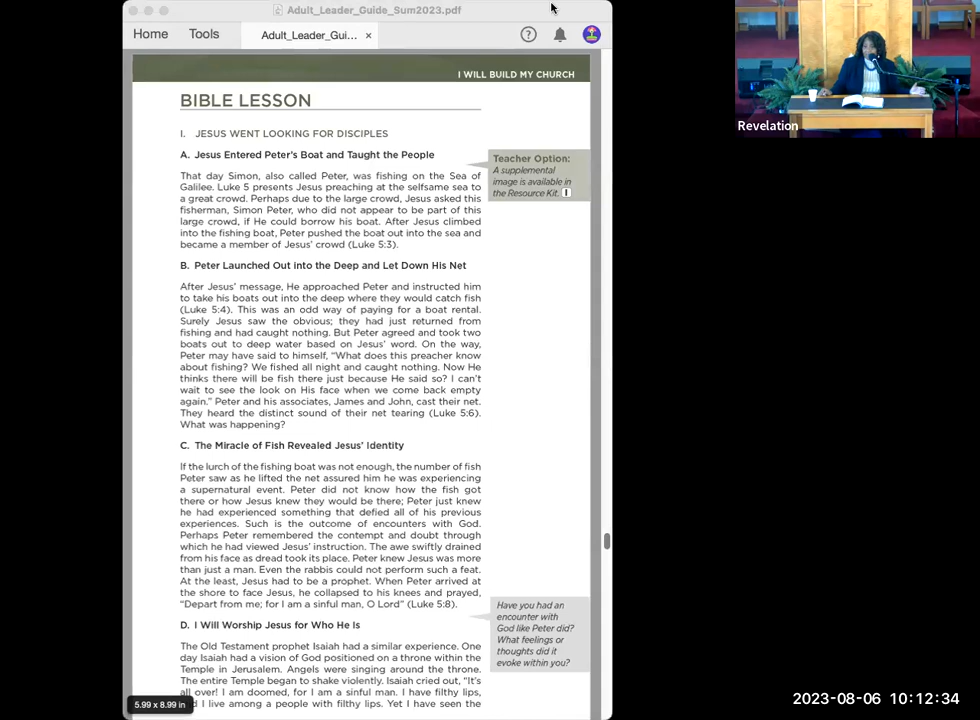 Adult_Leader_Guide_Sum2023.pdf
Home Tools Adult_Leader_Gui... ×
I WILL BUILD MY CHURCH
BIBLE LESSON
I. JESUS WENT LOOKING FOR DISCIPLES
A. Jesus Entered Peter's Boat and Taught the People
That day Simon, also called Peter, was fishing on the Sea of
Galilee. Luke 5 presents Jesus preaching at the selfsame sea to
a great crowd. Perhaps due to the large crowd, Jesus asked this
fisherman, Simon Peter, who did not appear to be part of this
large crowd, if He could borrow his boat. After Jesus climbed
into the fishing boat, Peter pushed the boat out into the sea and
became a member of Jesus' crowd (Luke 5:3).
Teacher Option:
A supplemental
image is available in
the Resource Kit. I
B. Peter Launched Out into the Deep and Let Down His Net
After Jesus' message, He approached Peter and instructed him
to take his boats out into the deep where they would catch fish
(Luke 5:4). This was an odd way of paying for a boat rental.
Surely Jesus saw the obvious; they had just returned from
fishing and had caught nothing. But Peter agreed and took two
boats out to deep water based on Jesus' word. On the way,
Peter may have said to himself, "What does this preacher know
about fishing? We fished all night and caught nothing. Now He
thinks there will be fish there just because He said so? I can't
wait to see the look on His face when we come back empty
again." Peter and his associates, James and John, cast their net.
They heard the distinct sound of their net tearing (Luke 5:6).
What was happening?
C. The Miracle of Fish Revealed Jesus' Identity
If the lurch of the fishing boat was not enough, the number of fish
Peter saw as he lifted the net assured him he was experiencing
a supernatural event. Peter did not know how the fish got
there or how Jesus knew they would be there; Peter just knew
he had experienced something that defied all of his previous
experiences. Such is the outcome of encounters with God.
Perhaps Peter remembered the contempt and doubt through
which he had viewed Jesus' instruction. The awe swiftly drained
from his face as dread took its place. Peter knew Jesus was more
than just a man. Even the rabbis could not perform such a feat.
At the least, Jesus had to be a prophet. When Peter arrived at
the shore to face Jesus, he collapsed to his knees and prayed,
"Depart from me; for I am a sinful man, O Lord" (Luke 5:8).
Have you had an
encounter with
God like Peter did?
What feelings or
thoughts did it
evoke within you?
D. I Will Worship Jesus for Who He Is
The Old Testament prophet Isaiah had a similar experience. One
day Isaiah had a vision of God positioned on a throne within the
Temple in Jerusalem. Angels were singing around the throne.
The entire Temple began to shake violently. Isaiah cried out, "It's
all over! I am doomed, for I am a sinful man. I have filthy lips,
I live among a people with filthy lips. Yet I have seen the
5.99 x 8.99 in
Revelation
2023-08-06 10:12:34